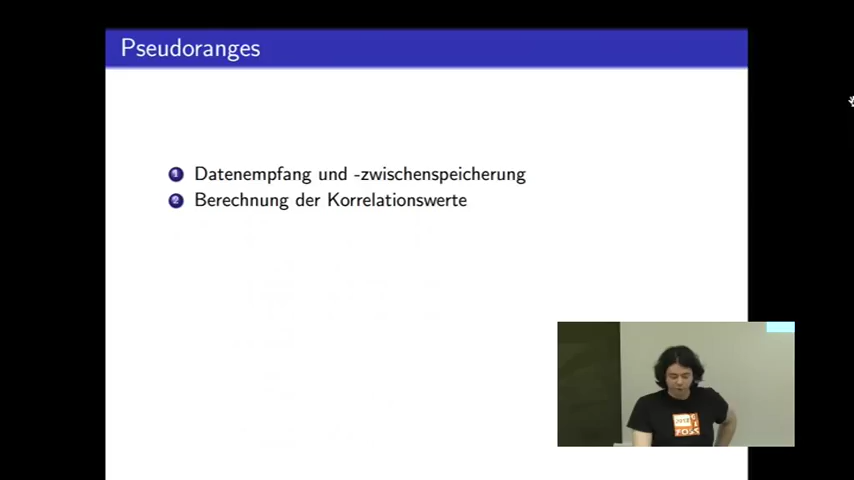 Pseudoranges
1 Datenempfang und -zwischenspeicherung
2 Berechnung der Korrelationswerte